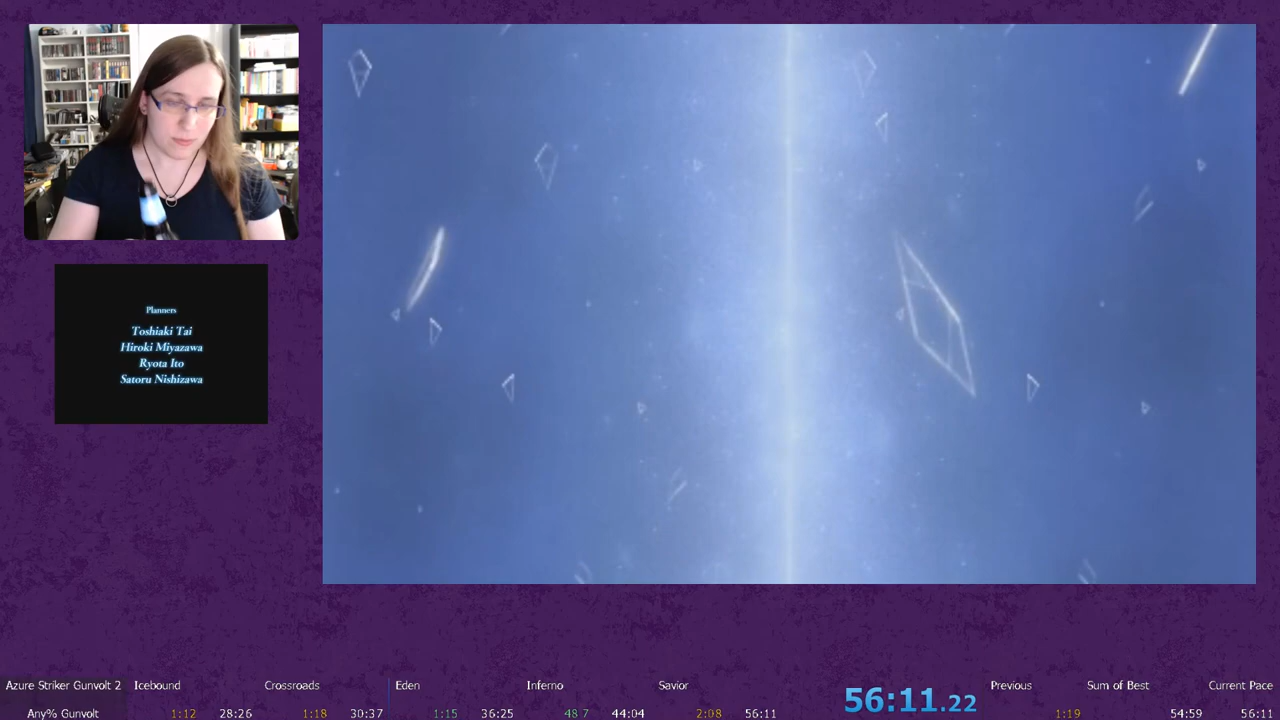 Planners
Toshiaki Tai
Hiroki Miyazawa
Ryota Ito
Satoru Nishizawa
Azure Striker Gunvolt 2 Icebound Crossroads Eden Inferno Savior 56:11.22 Previous Sum of Best Current Pace
Any% Gunvolt 1:12 28:26 1:18 30:37 1:15 36:25 48.7 44:04 2:08 56:11 1:19 54:59 56:11